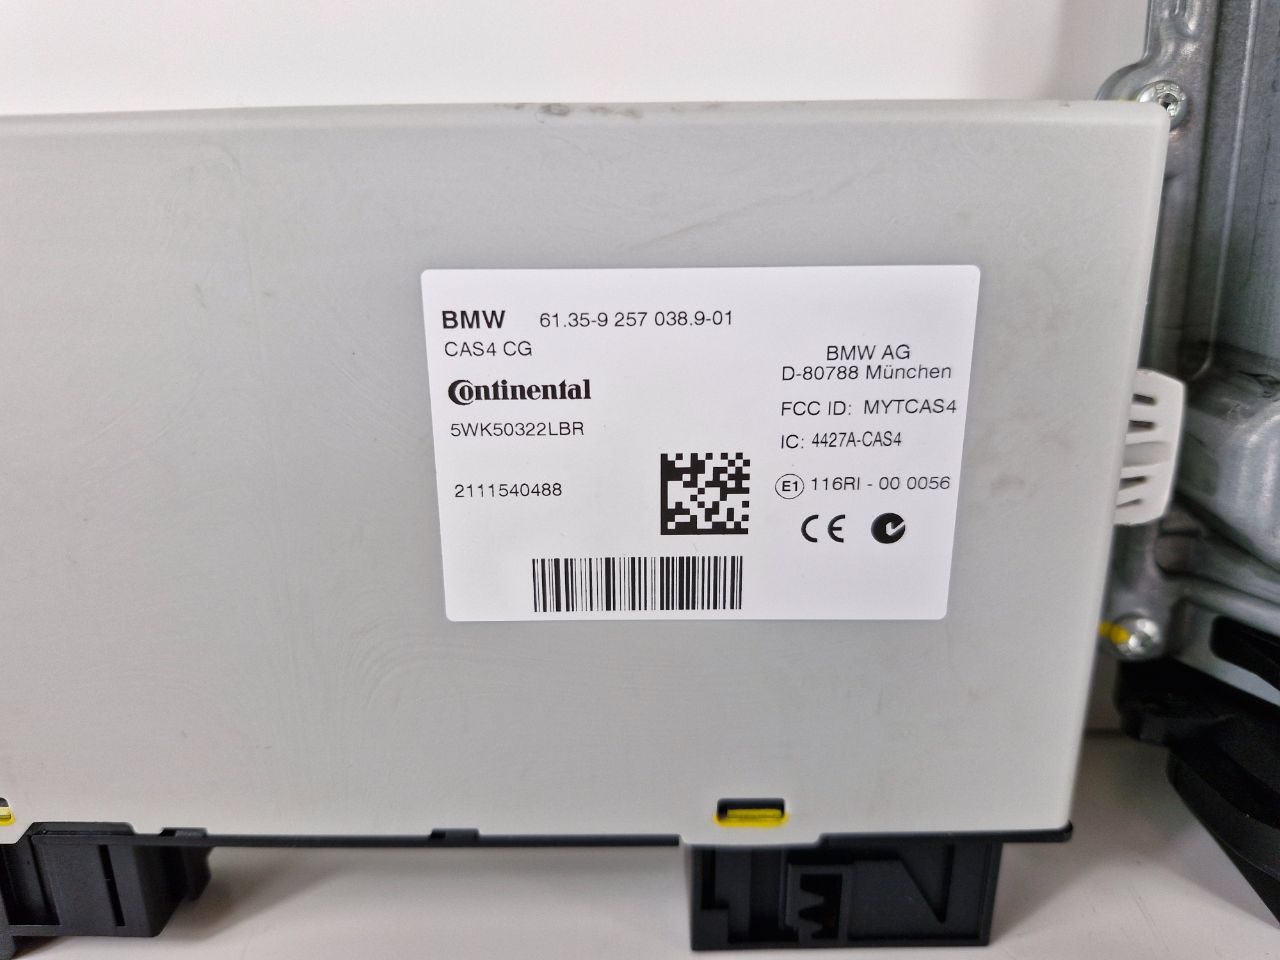 BMW 61.35-9 257 038.9-01
CAS4 CG
Continental
5WK50322LBR
2111540488
BMW AG
D-80788 München
FCC ID: MYTCAS4
IC: 4427A-CAS4
E1 116RI - 00 0056
CE